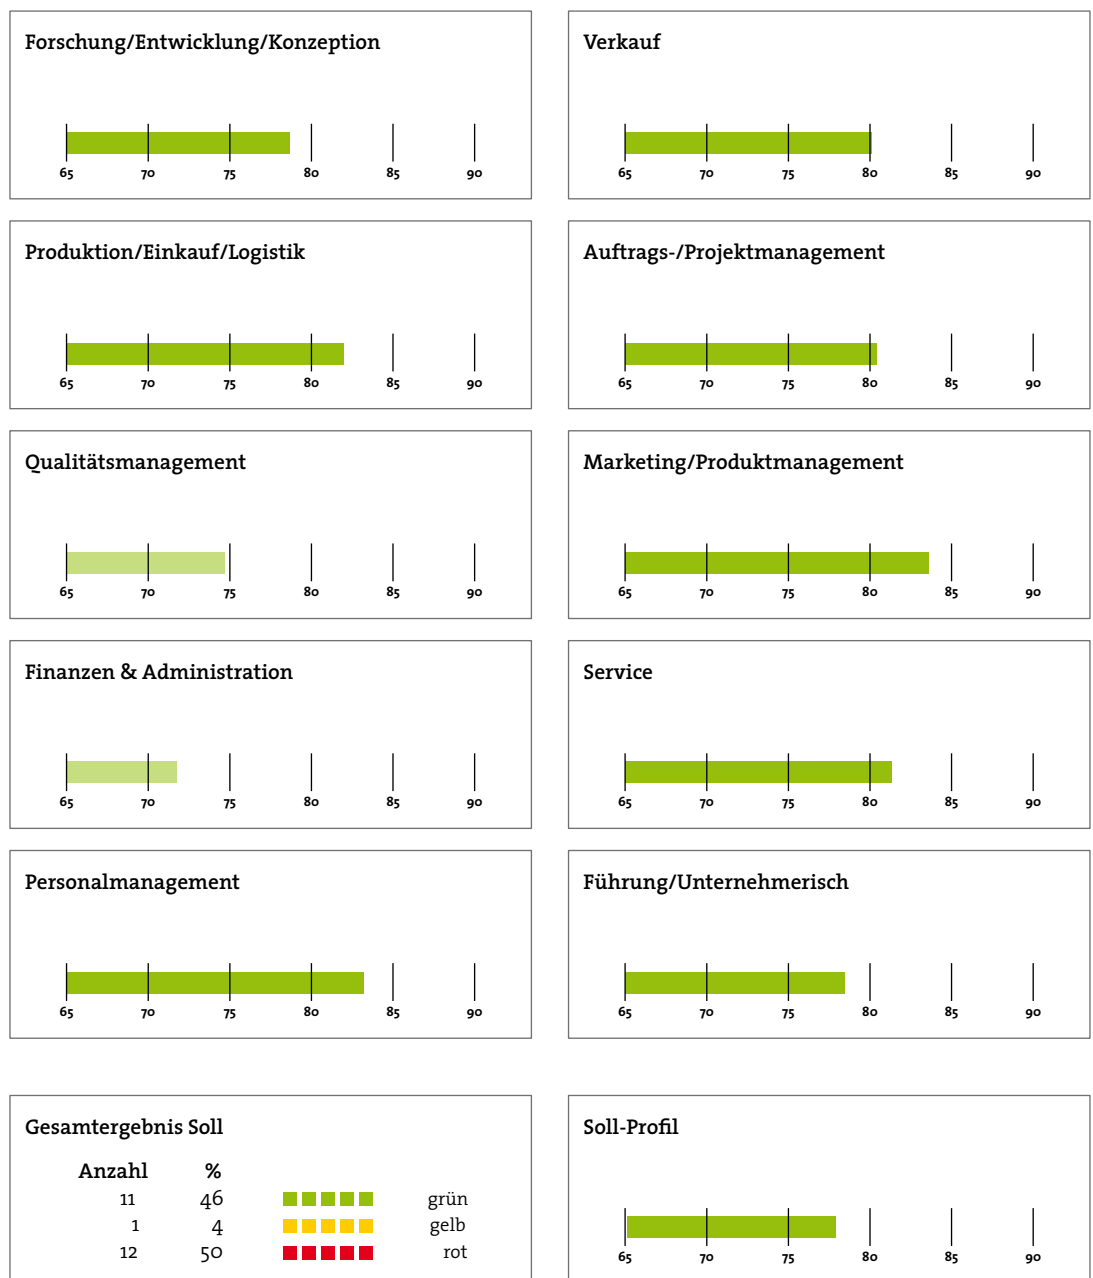 Forschung/Entwicklung/Konzeption
65 70 75 80 85 90
Verkauf
65 70 75 80 85 90
Produktion/Einkauf/Logistik
65 70 75 80 85 90
Auftrags-/Projektmanagement
65 70 75 80 85 90
Qualitätsmanagement
65 70 75 80 85 90
Marketing/Produktmanagement
65 70 75 80 85 90
Finanzen & Administration
65 70 75 80 85 90
Service
65 70 75 80 85 90
Personalmanagement
65 70 75 80 85 90
Führung/Unternehmerisch
65 70 75 80 85 90
Gesamtergebnis Soll
Anzahl %
11 46 grün
1 4 gelb
12 50 rot
Soll-Profil
65 70 75 80 85 90